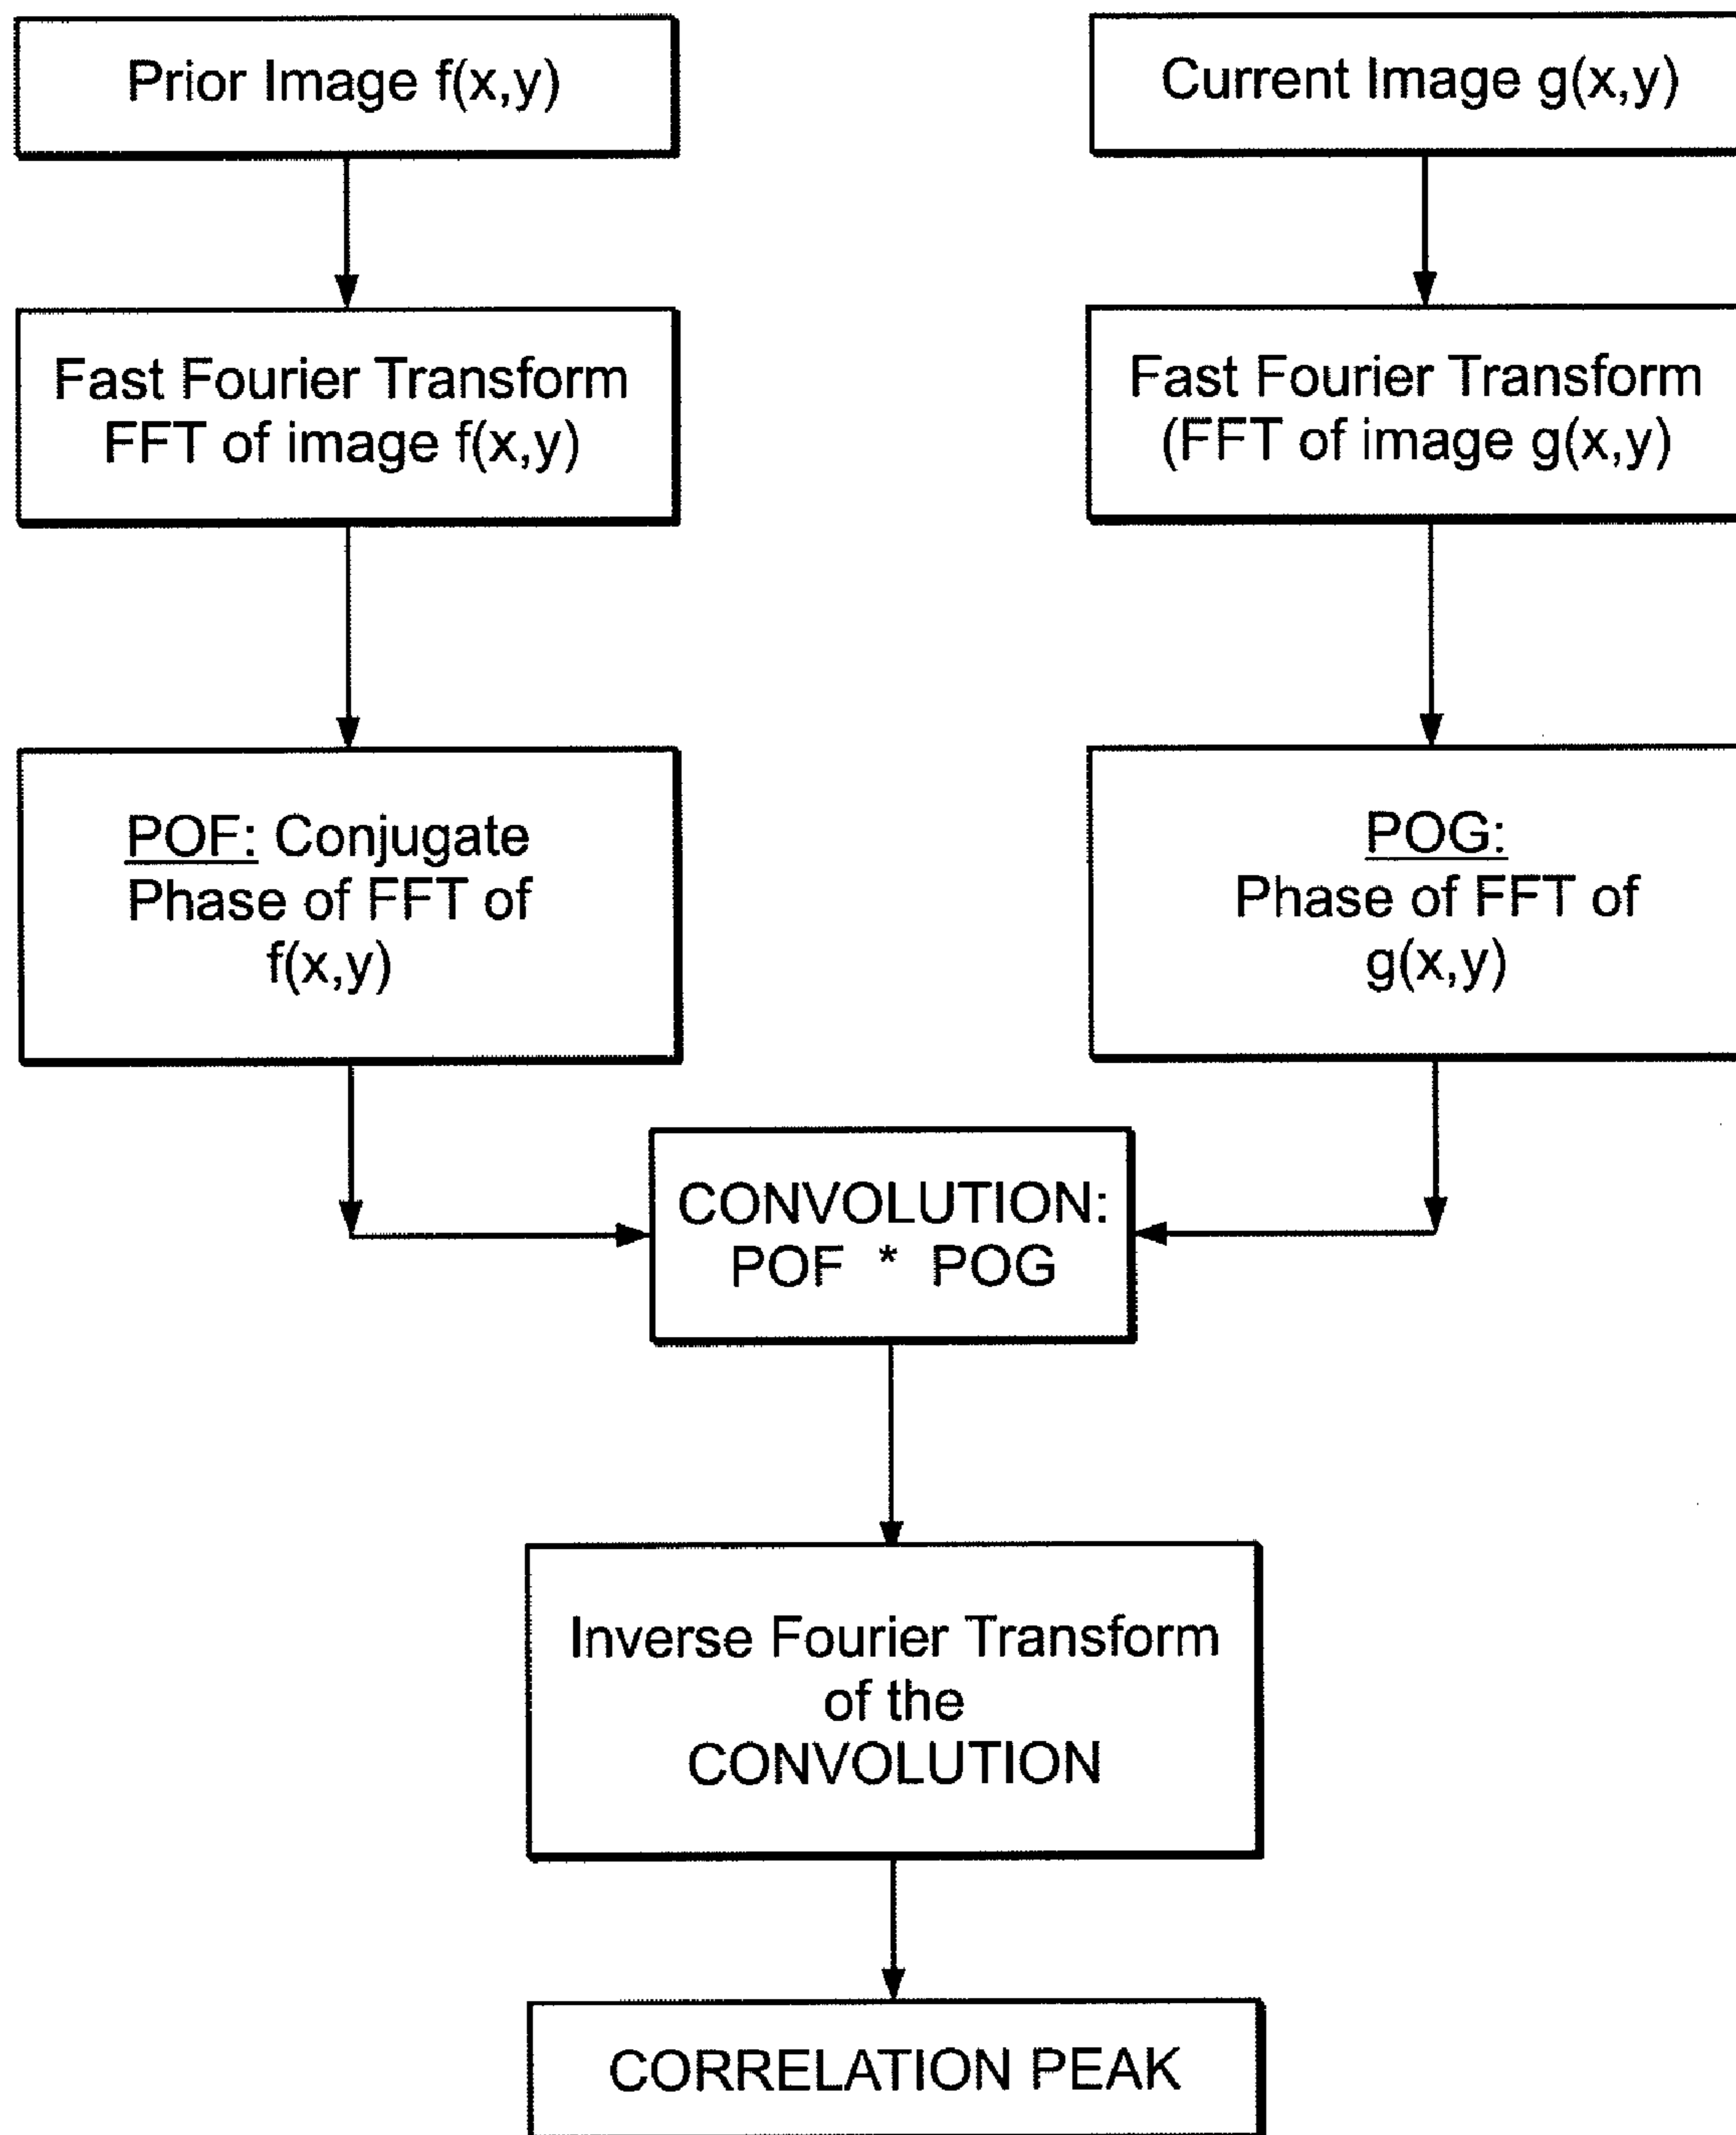 Prior Image f(x,y)
Current Image g(x,y)
Fast Fourier Transform
FFT of image f(x,y)
Fast Fourier Transform
(FFT of image g(x,y)
POF: Conjugate
Phase of FFT of
f(x,y)
POG:
Phase of FFT of
g(x,y)
CONVOLUTION:
POF * POG
Inverse Fourier Transform
of the
CONVOLUTION
CORRELATION PEAK